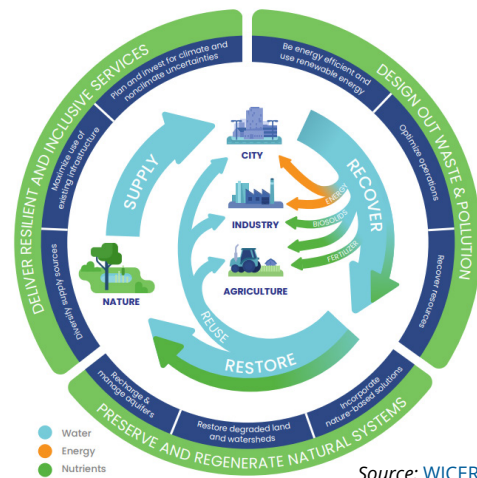 DELIVER RESILIENT AND INCLUSIVE SERVICES
Diversify supply sources
Maximize use of
existing infrastructure
Plan and invest for climate and
nonclimate uncertainties
DESIGN OUT WASTE & POLLUTION
Be energy efficient and
use renewable energy
Optimize operations
Recover resources
PRESERVE AND REGENERATE NATURAL SYSTEMS
Recharge &
manage aquifers
Restore degraded land
and watersheds
Incorporate
nature-based solutions
SUPPLY
CITY
RECOVER
ENERGY
INDUSTRY
BIOSOLIDS
FERTILIZER
AGRICULTURE
NATURE
REUSE
RESTORE
Water
Energy
Nutrients
Source: WICER